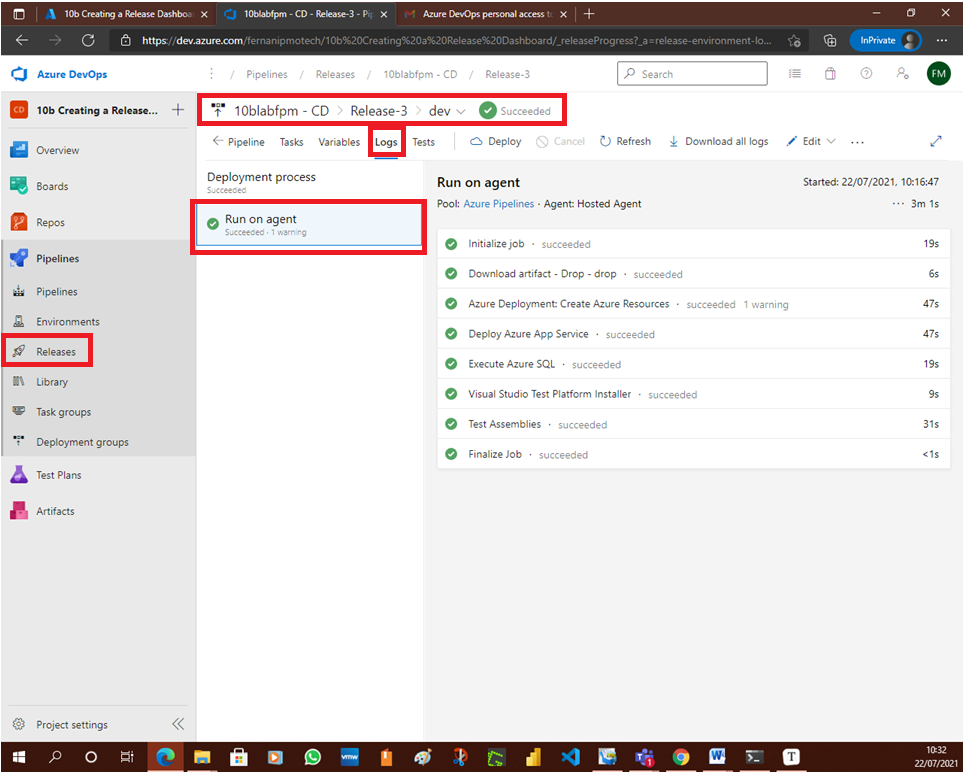 10b Creating a Release Dashboa
10blabfpm - CD - Release-3 - Pip
Azure DevOps personal access to
https://dev.azure.com/fernanipmotech/10b%20Creating%20a%20Release%20Dashboard/_releaseProgress?_a=release-environment-lo...
InPrivate
Azure DevOps
/ Pipelines / Releases / 10blabfpm - CD / Release-3
Search
FM
CD 10b Creating a Release...
10blabfpm - CD > Release-3 > dev Succeeded
Pipeline Tasks Variables Logs Tests Deploy Cancel Refresh Download all logs Edit ...
Overview
Boards
Repos
Pipelines
Pipelines
Environments
Releases
Library
Task groups
Deployment groups
Test Plans
Artifacts
Project settings
Deployment process
Succeeded
Run on agent
Succeeded · 1 warning
Run on agent
Started: 22/07/2021, 10:16:47
Pool: Azure Pipelines · Agent: Hosted Agent
... 3m 1s
Initialize job · succeeded 19s
Download artifact - Drop - drop · succeeded 6s
Azure Deployment: Create Azure Resources · succeeded 1 warning 47s
Deploy Azure App Service · succeeded 47s
Execute Azure SQL · succeeded 19s
Visual Studio Test Platform Installer · succeeded 9s
Test Assemblies · succeeded 31s
Finalize Job · succeeded <1s
vmw
10:32
22/07/2021